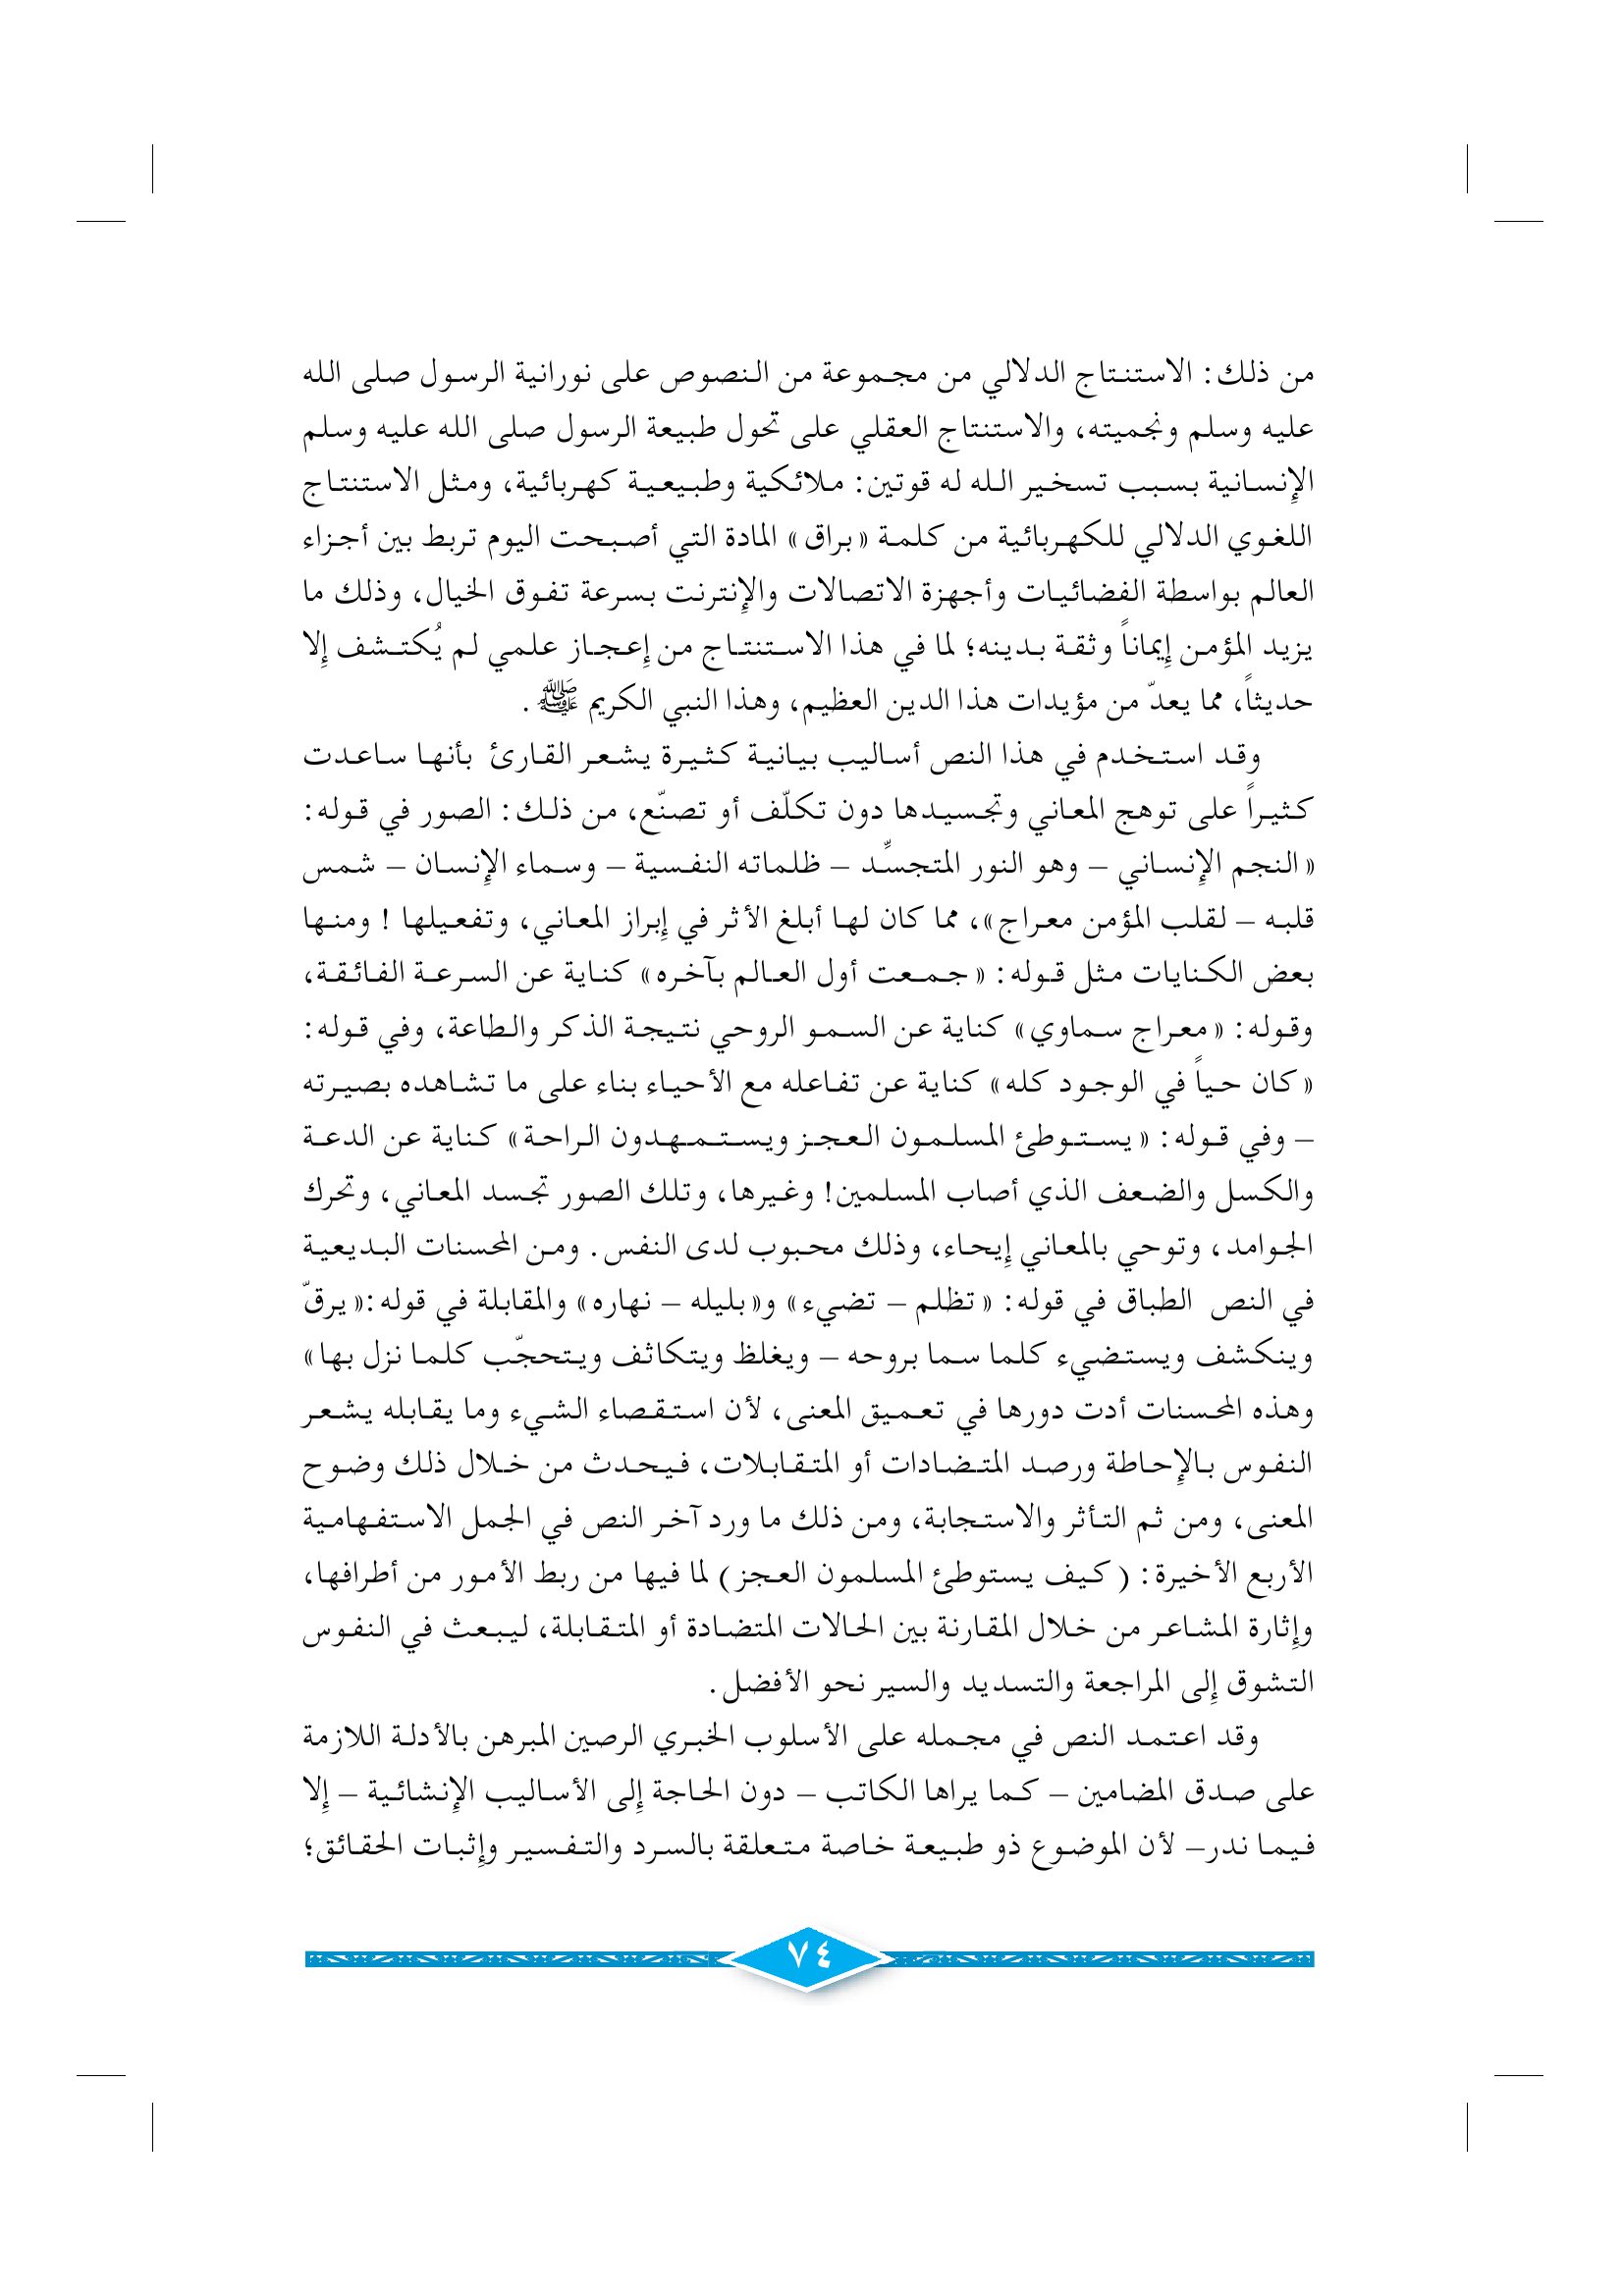 من ذلك: الاستنتاج الدلالي من مجموعة من النصوص على نورانية الرسول صلى الله
عليه وسلم ونجميته، والاستنتاج العقلي على تحول طبيعة الرسول صلى الله عليه وسلم
الإنسانية بسبب تسخير الله له قوتين: ملائكية وطبيعية كهربائية، ومثل الاستنتاج
اللغوي الدلالي للكهربائية من كلمة «براق» المادة التي أصبحت اليوم تربط بين أجزاء
العالم بواسطة الفضائيات وأجهزة الاتصالات والإنترنت بسرعة تفوق الخيال، وذلك ما
يزيد المؤمن إيماناً وثقة بدينه؛ لما في هذا الاستنتاج من إعجاز علمي لم يُكتشف إلا
حديثاً، مما يعدّ من مؤيدات هذا الدين العظيم، وهذا النبي الكريم ﷺ .
وقد استخدم في هذا النص أساليب بيانية كثيرة يشعر القارئ بأنها ساعدت
كثيراً على توهج المعاني وتجسيدها دون تكلّف أو تصنّع، من ذلك: الصور في قوله:
«النجم الإنساني – وهو النور المتجسِّد – ظلماته النفسية – وسماء الإنسان – شمس
قلبه – لقلب المؤمن معراج»، مما كان لها أبلغ الأثر في إبراز المعاني، وتفعيلها ! ومنها
بعض الكنايات مثل قوله: «جمعت أول العالم بآخره» كناية عن السرعة الفائقة،
وقوله: «معراج سماوي» كناية عن السمو الروحي نتيجة الذكر والطاعة، وفي قوله:
«كان حياً في الوجود كله» كناية عن تفاعله مع الأحياء بناء على ما تشاهده بصيرته
– وفي قوله: «يستوطئ المسلمون العجز ويستمهدون الراحة» كناية عن الدعة
والكسل والضعف الذي أصاب المسلمين! وغيرها، وتلك الصور تجسد المعاني، وتحرك
الجوامد، وتوحي بالمعاني إيحاء، وذلك محبوب لدى النفس. ومن المحسنات البديعية
في النص الطباق في قوله: «تظلم – تضيء» و«بليله – نهاره» والمقابلة في قوله:«يرقّ
وينكشف ويستضيء كلما سما بروحه – ويغلظ ويتكاثف ويتحجّب كلما نزل بها»
وهذه المحسنات أدت دورها في تعميق المعنى، لأن استقصاء الشيء وما يقابله يشعر
النفوس بالإحاطة ورصد المتضادات أو المتقابلات، فيحدث من خلال ذلك وضوح
المعنى، ومن ثم التأثر والاستجابة، ومن ذلك ما ورد آخر النص في الجمل الاستفهامية
الأربع الأخيرة: (كيف يستوطئ المسلمون العجز) لما فيها من ربط الأمور من أطرافها،
وإثارة المشاعر من خلال المقارنة بين الحالات المتضادة أو المتقابلة، ليبعث في النفوس
التشوق إلى المراجعة والتسديد والسير نحو الأفضل.
وقد اعتمد النص في مجمله على الأسلوب الخبري الرصين المبرهن بالأدلة اللازمة
على صدق المضامين – كما يراها الكاتب – دون الحاجة إلى الأساليب الإنشائية – إلا
فيما ندر– لأن الموضوع ذو طبيعة خاصة متعلقة بالسرد والتفسير وإثبات الحقائق؛
٧٤